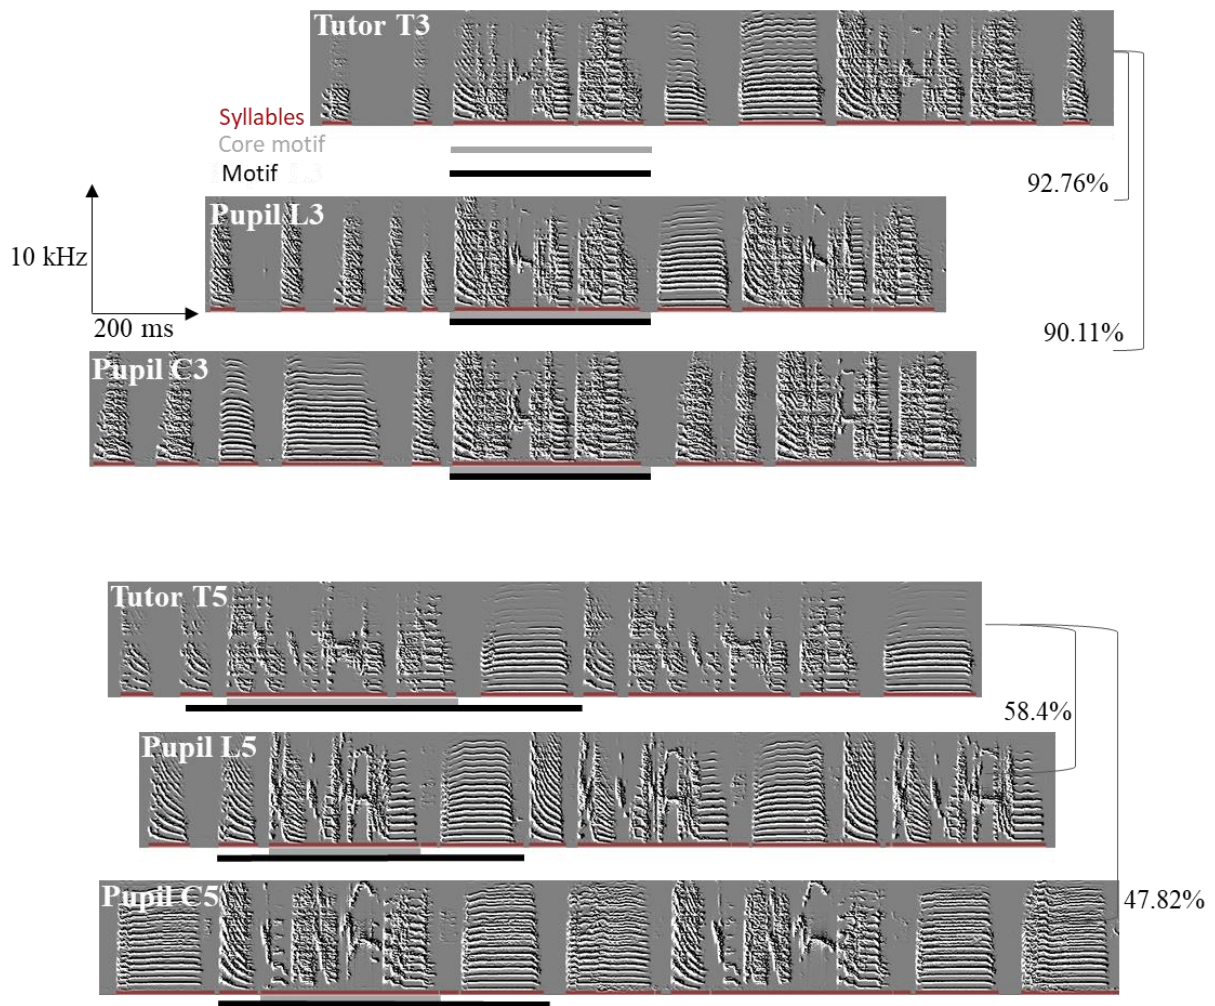 Tutor T3
Syllables
Core motif
Motif
92.76%
Pupil L3
10 kHz
200 ms
90.11%
Pupil C3
Tutor T5
58.4%
Pupil L5
Pupil C5
47.82%